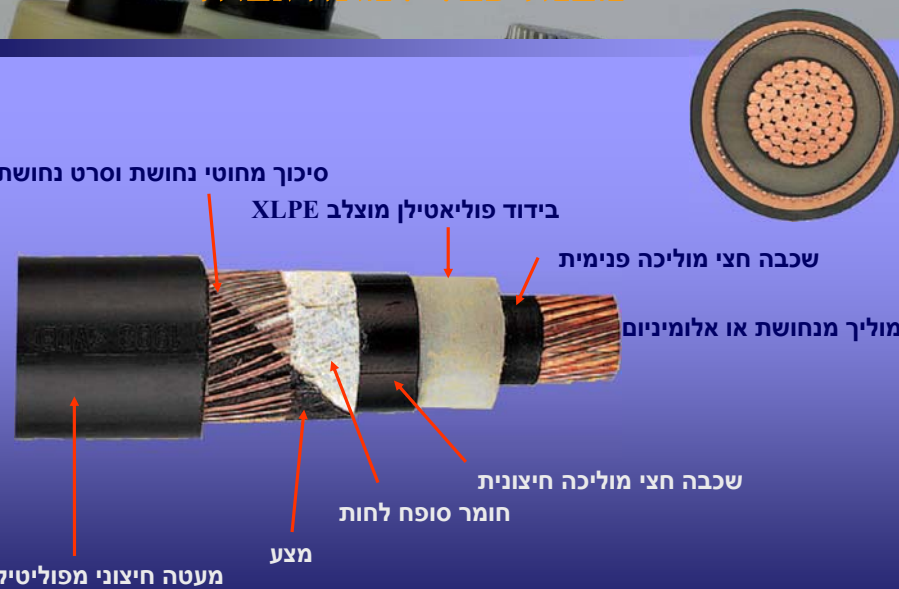 סיכוך מחוטי נחושת וסרט נחושת
בידוד פוליאטילן מוצלב XLPE
שכבה חצי מוליכה פנימית
מוליך מנחושת או אלומיניום
שכבה חצי מוליכה חיצונית
חומר סופח לחות
מצע
מעטה חיצוני